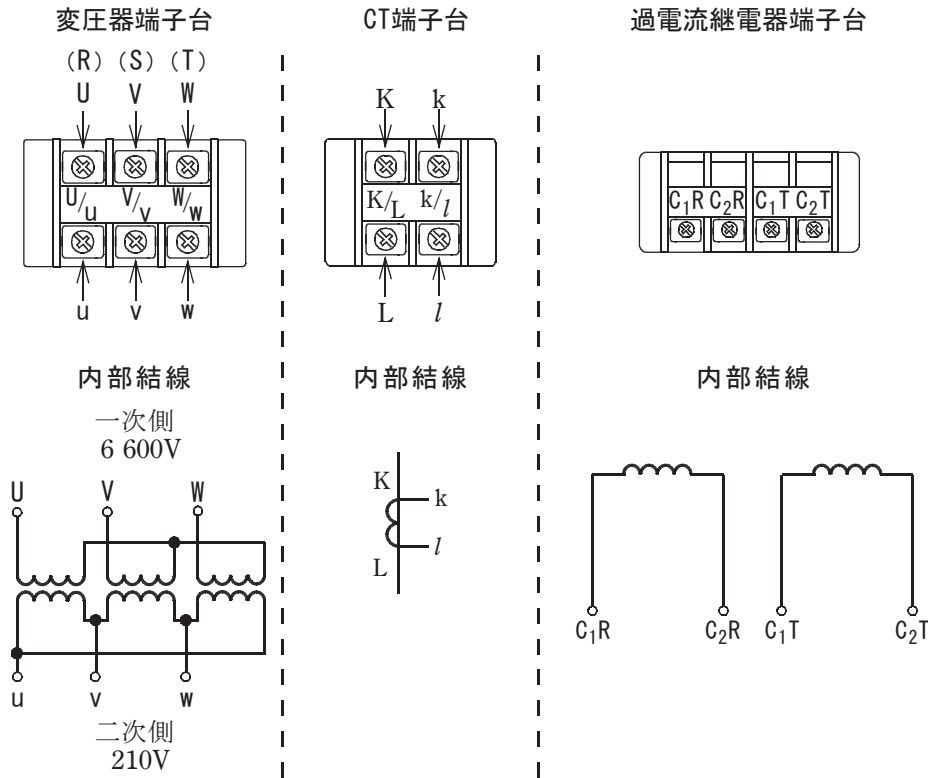 変圧器端子台
(R) (S) (T)
U V W
U/u V/v W/w
u v w
内部結線
一次側
6 600V
U V W
u v w
二次側
210V
CT端子台
K k
K/L k/l
L l
内部結線
K
k
l
L
過電流継電器端子台
C₁R C₂R C₁T C₂T
内部結線
C₁R C₂R C₁T C₂T